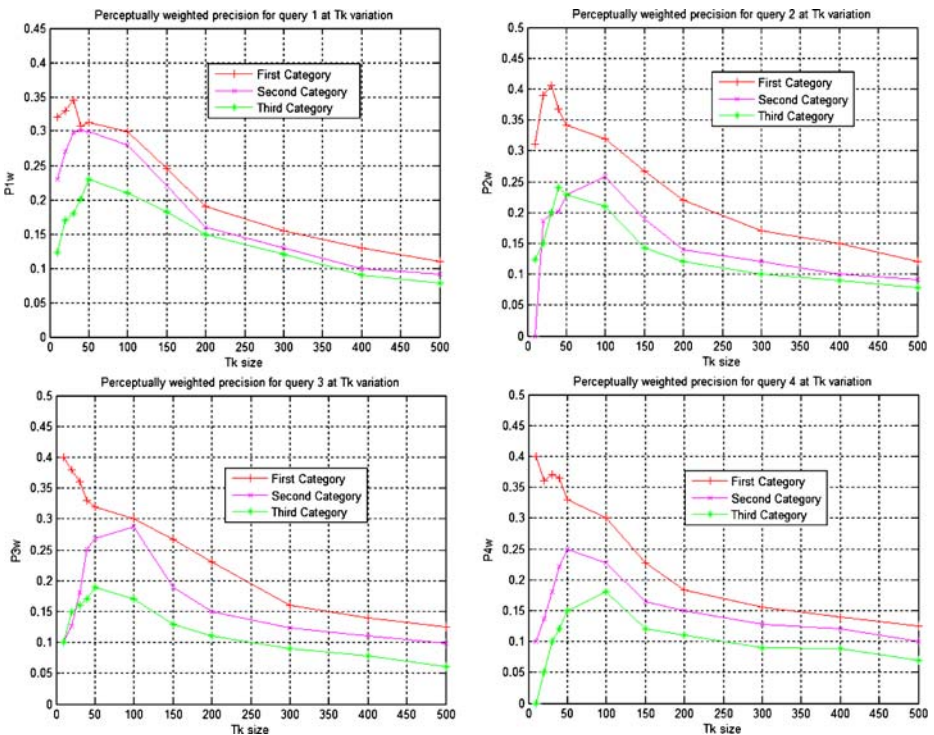 Perceptually weighted precision for query 1 at Tk variation
0.45
0.4
0.35
0.3
0.25
0.2
0.15
0.1
0.05
0
P1w
First Category
Second Category
Third Category
0 50 100 150 200 250 300 350 400 450 500
Tk size
Perceptually weighted precision for query 2 at Tk variation
0.5
0.45
0.4
0.35
0.3
0.25
0.2
0.15
0.1
0.05
0
P2w
First Category
Second Category
Third Category
0 50 100 150 200 250 300 350 400 450 500
Tk size
Perceptually weighted precision for query 3 at Tk variation
0.5
0.45
0.4
0.35
0.3
0.25
0.2
0.15
0.1
0.05
0
P3w
First Category
Second Category
Third Category
0 50 100 150 200 250 300 350 400 450 500
Tk size
Perceptually weighted precision for query 4 at Tk variation
0.5
0.45
0.4
0.35
0.3
0.25
0.2
0.15
0.1
0.05
0
P4w
First Category
Second Category
Third Category
0 50 100 150 200 250 300 350 400 450 500
Tk size